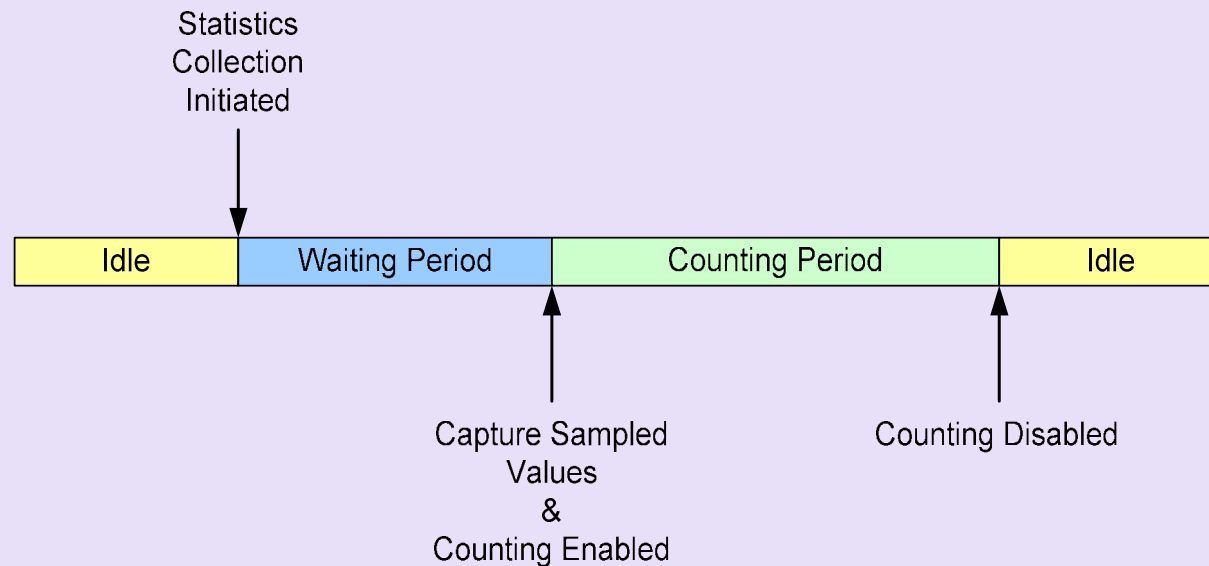 Statistics
Collection
Initiated
Idle
Waiting Period
Counting Period
Idle
Capture Sampled
Values
&
Counting Enabled
Counting Disabled